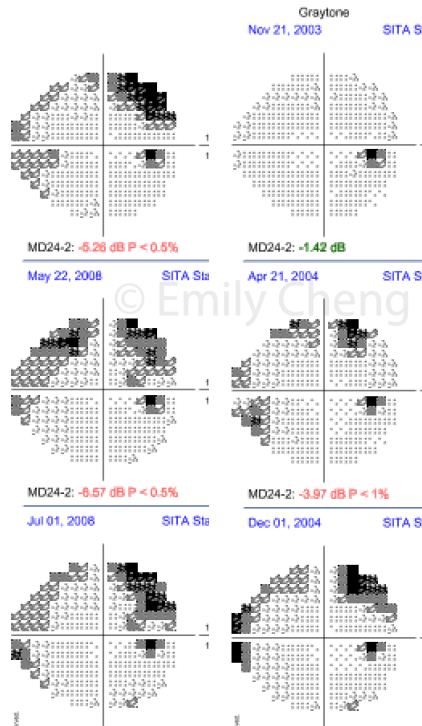 Graytone
Nov 21, 2003 SITA S
MD24-2: -5.26 dB P < 0.5%
MD24-2: -1.42 dB
May 22, 2008 SITA Sta
Apr 21, 2004 SITA S
© Emily Cheng
MD24-2: -6.57 dB P < 0.5%
MD24-2: -3.97 dB P < 1%
Jul 01, 2008 SITA Sta
Dec 01, 2004 SITA S